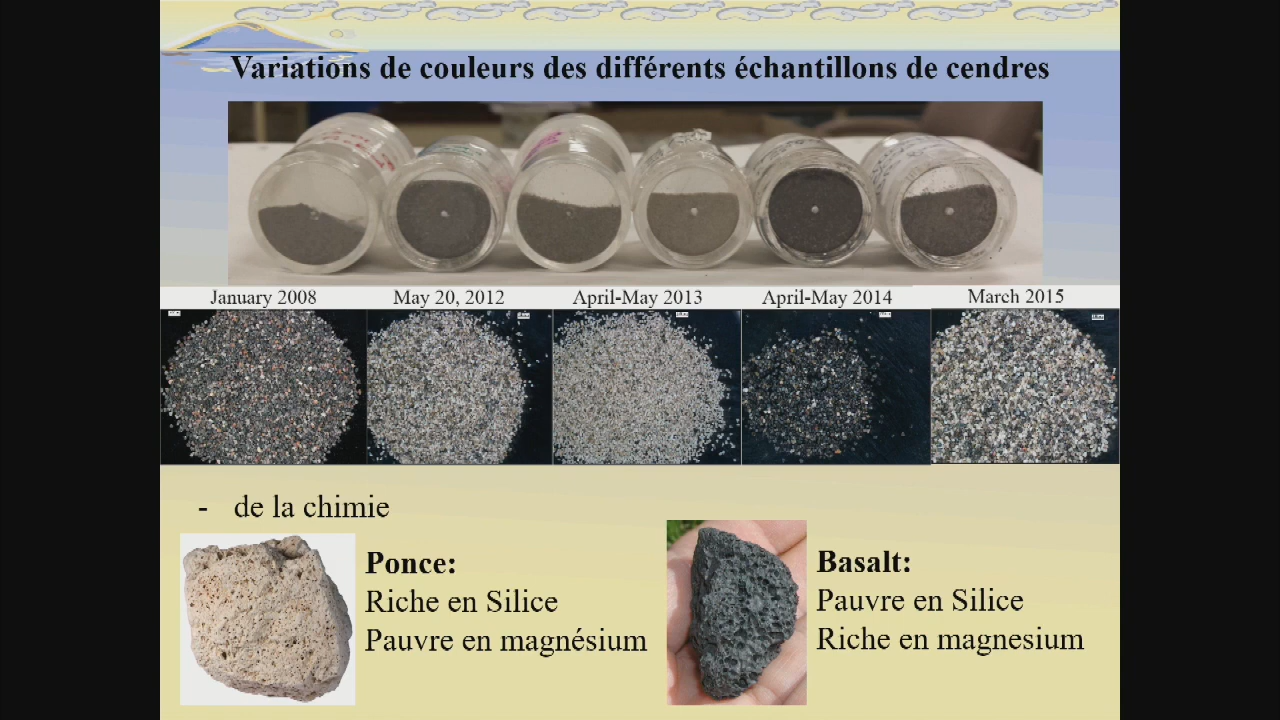 Variations de couleurs des différents échantillons de cendres
January 2008
May 20, 2012
April-May 2013
April-May 2014
March 2015
- de la chimie
Ponce:
Riche en Silice
Pauvre en magnésium
Basalt:
Pauvre en Silice
Riche en magnesium